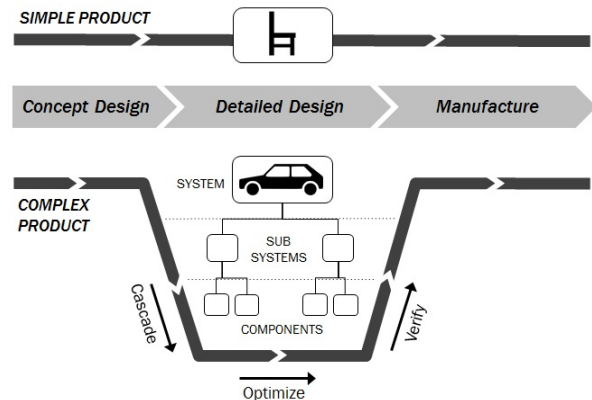 SIMPLE PRODUCT
Concept Design
Detailed Design
Manufacture
SYSTEM
COMPLEX
PRODUCT
SUB
SYSTEMS
COMPONENTS
Cascade
Verify
Optimize